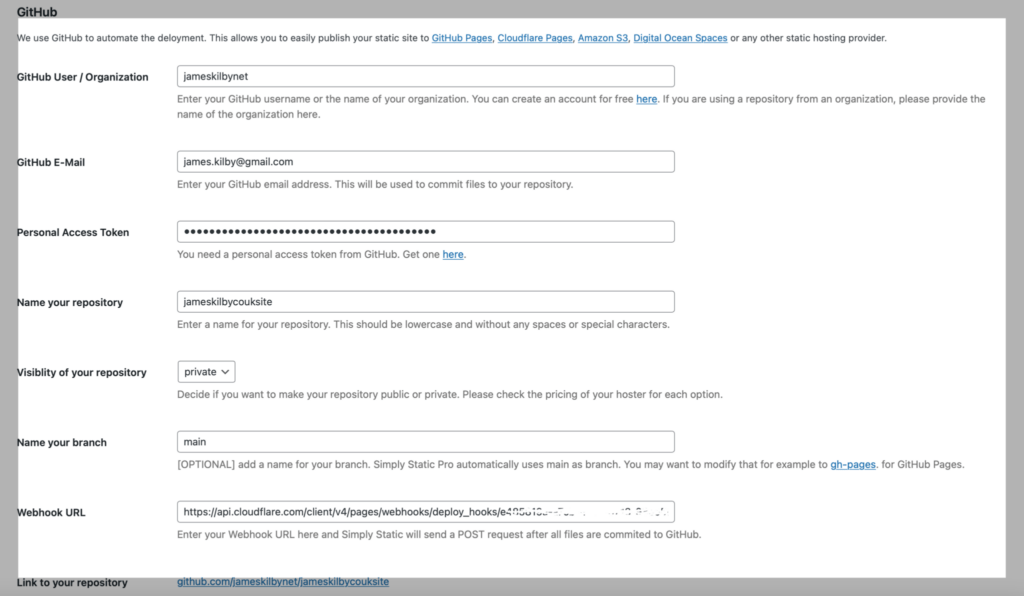 GitHub
We use GitHub to automate the deloyment. This allows you to easily publish your static site to GitHub Pages, Cloudflare Pages, Amazon S3, Digital Ocean Spaces or any other static hosting provider.
GitHub User / Organization
jameskilbynet
Enter your GitHub username or the name of your organization. You can create an account for free here. If you are using a repository from an organization, please provide the
name of the organization here.
GitHub E-Mail
james.kilby@gmail.com
Enter your GitHub email address. This will be used to commit files to your repository.
Personal Access Token
••••••••••••••••••••••••••••••••••••••••
You need a personal access token from GitHub. Get one here.
Name your repository
jameskilbycouksite
Enter a name for your repository. This should be lowercase and without any spaces or special characters.
Visiblity of your repository
private
Decide if you want to make your repository public or private. Please check the pricing of your hoster for each option.
Name your branch
main
[OPTIONAL] add a name for your branch. Simply Static Pro automatically uses main as branch. You may want to modify that for example to gh-pages. for GitHub Pages.
Webhook URL
https://api.cloudflare.com/client/v4/pages/webhooks/deploy_hooks/
Enter your Webhook URL here and Simply Static will send a POST request after all files are commited to GitHub.
Link to your repository
github.com/jameskilbynet/jameskilbycouksite